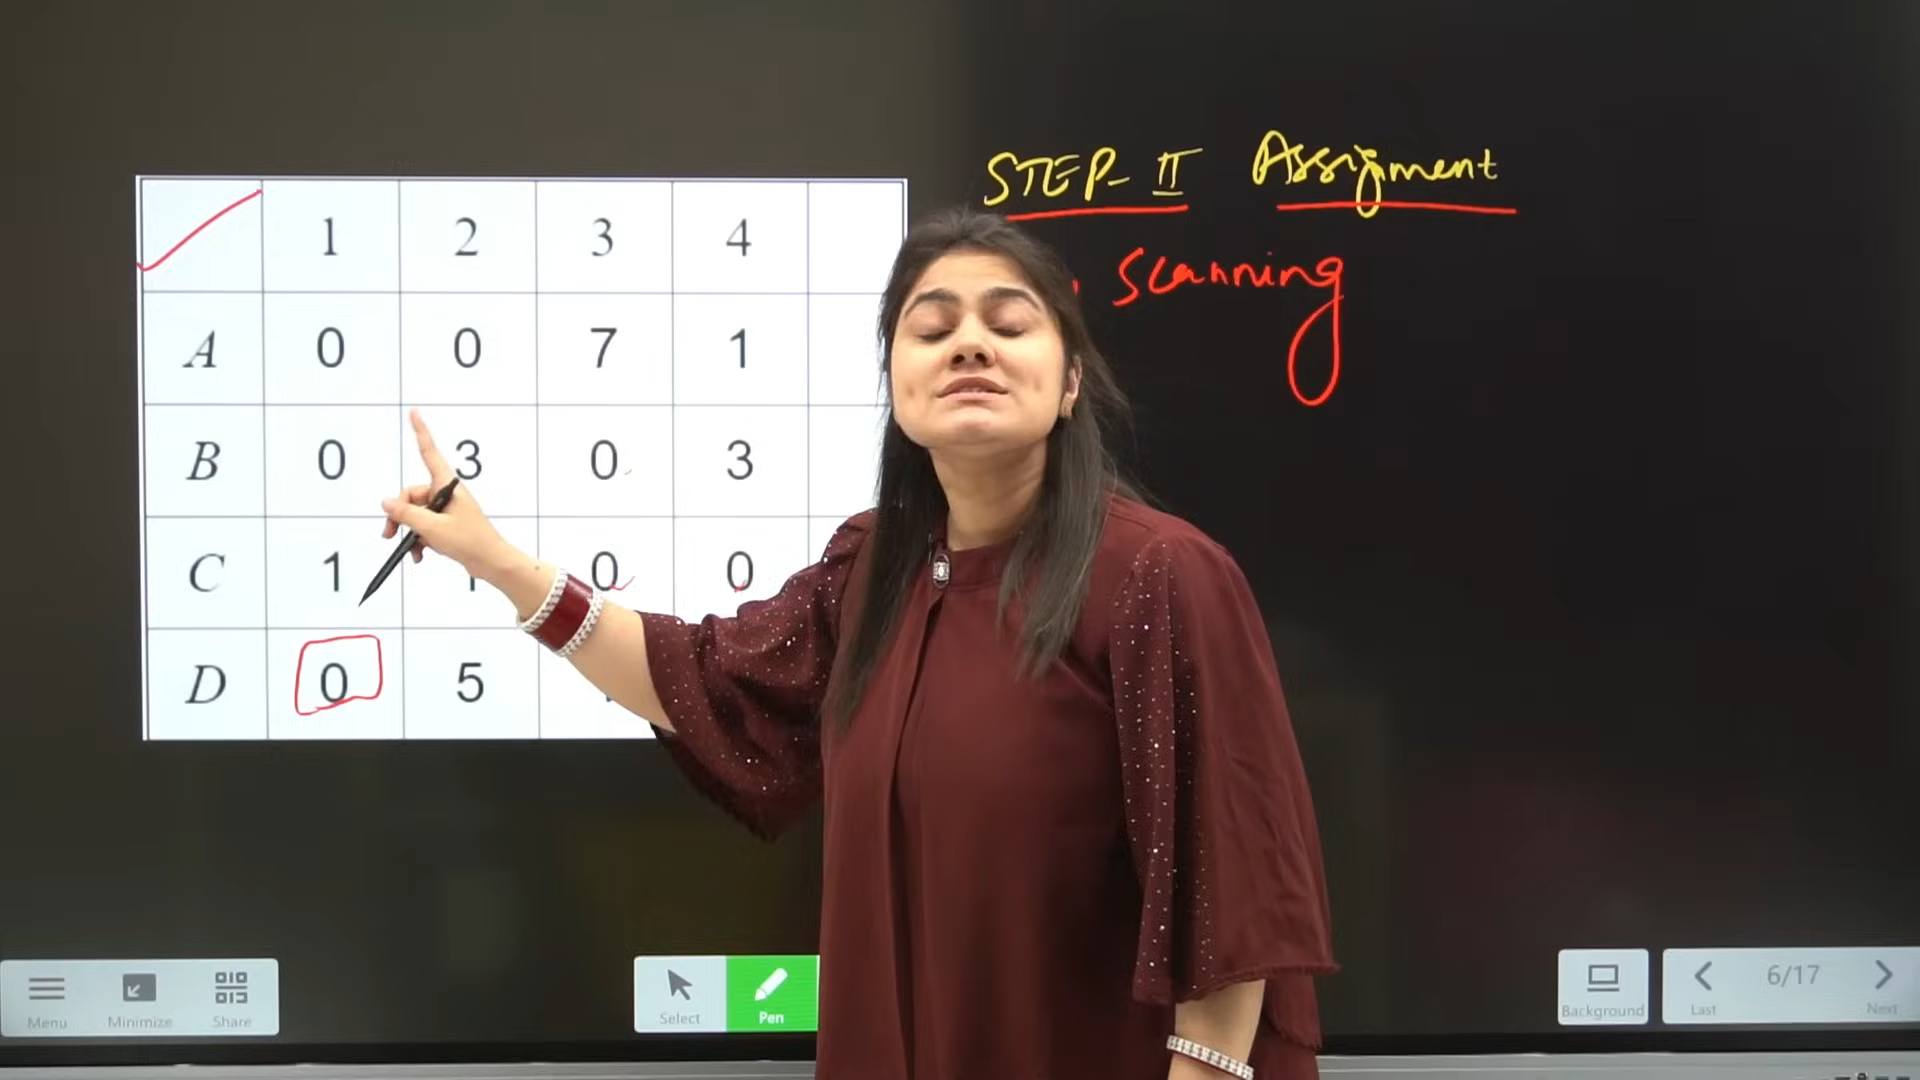 STEP-II Assignment
Scanning
1 2 3 4
A 0 0 7 1
B 0 3 0 3
C 1 0 0
D 0 5
Menu Minimize Share
Select Pen
Background
Last 6/17 Next